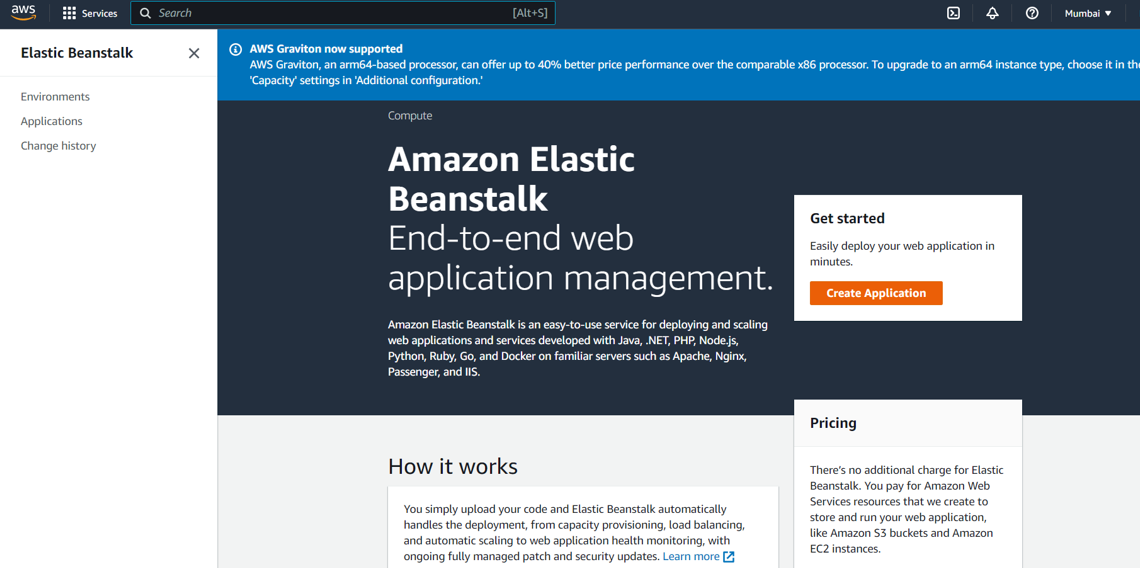 aws
Services
Search
[Alt+S]
Mumbai
Elastic Beanstalk
Environments
Applications
Change history
AWS Graviton now supported
AWS Graviton, an arm64-based processor, can offer up to 40% better price performance over the comparable x86 processor. To upgrade to an arm64 instance type, choose it in
'Capacity' settings in 'Additional configuration.'
Compute
Amazon Elastic
Beanstalk
End-to-end web
application management.
Amazon Elastic Beanstalk is an easy-to-use service for deploying and scaling
web applications and services developed with Java, .NET, PHP, Node.js,
Python, Ruby, Go, and Docker on familiar servers such as Apache, Nginx,
Passenger, and IIS.
Get started
Easily deploy your web application in
minutes.
Create Application
How it works
You simply upload your code and Elastic Beanstalk automatically
handles the deployment, from capacity provisioning, load balancing,
and automatic scaling to web application health monitoring, with
ongoing fully managed patch and security updates. Learn more
Pricing
There's no additional charge for Elastic
Beanstalk. You pay for Amazon Web
Services resources that we create to
store and run your web application,
like Amazon S3 buckets and Amazon
EC2 instances.